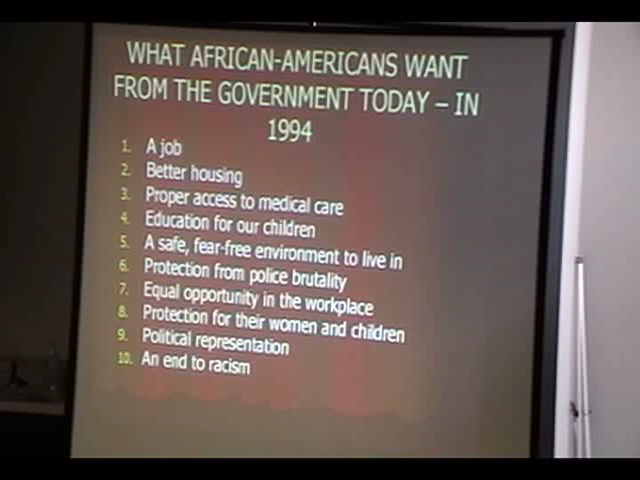 WHAT AFRICAN-AMERICANS WANT
FROM THE GOVERNMENT TODAY – IN
1994
1. A job
2. Better housing
3. Proper access to medical care
4. Education for our children
5. A safe, fear-free environment to live in
6. Protection from police brutality
7. Equal opportunity in the workplace
8. Protection for their women and children
9. Political representation
10. An end to racism